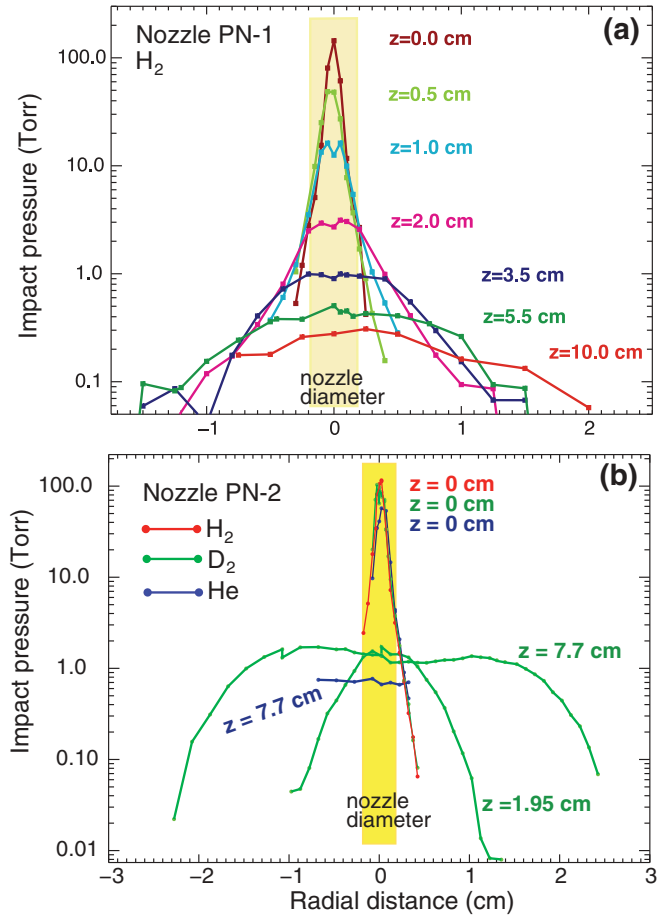 Nozzle PN-1
H₂
(a)
z=0.0 cm
z=0.5 cm
z=1.0 cm
z=2.0 cm
z=3.5 cm
z=5.5 cm
z=10.0 cm
nozzle
diameter
Impact pressure (Torr)
100.0
10.0
1.0
0.1
−1 0 1 2
Nozzle PN-2
(b)
H₂
D₂
He
z = 0 cm
z = 0 cm
z = 0 cm
z = 7.7 cm
z = 7.7 cm
z = 1.95 cm
nozzle
diameter
Impact pressure (Torr)
100.0
10.0
1.0
0.10
0.01
−3 −2 −1 0 1 2 3
Radial distance (cm)